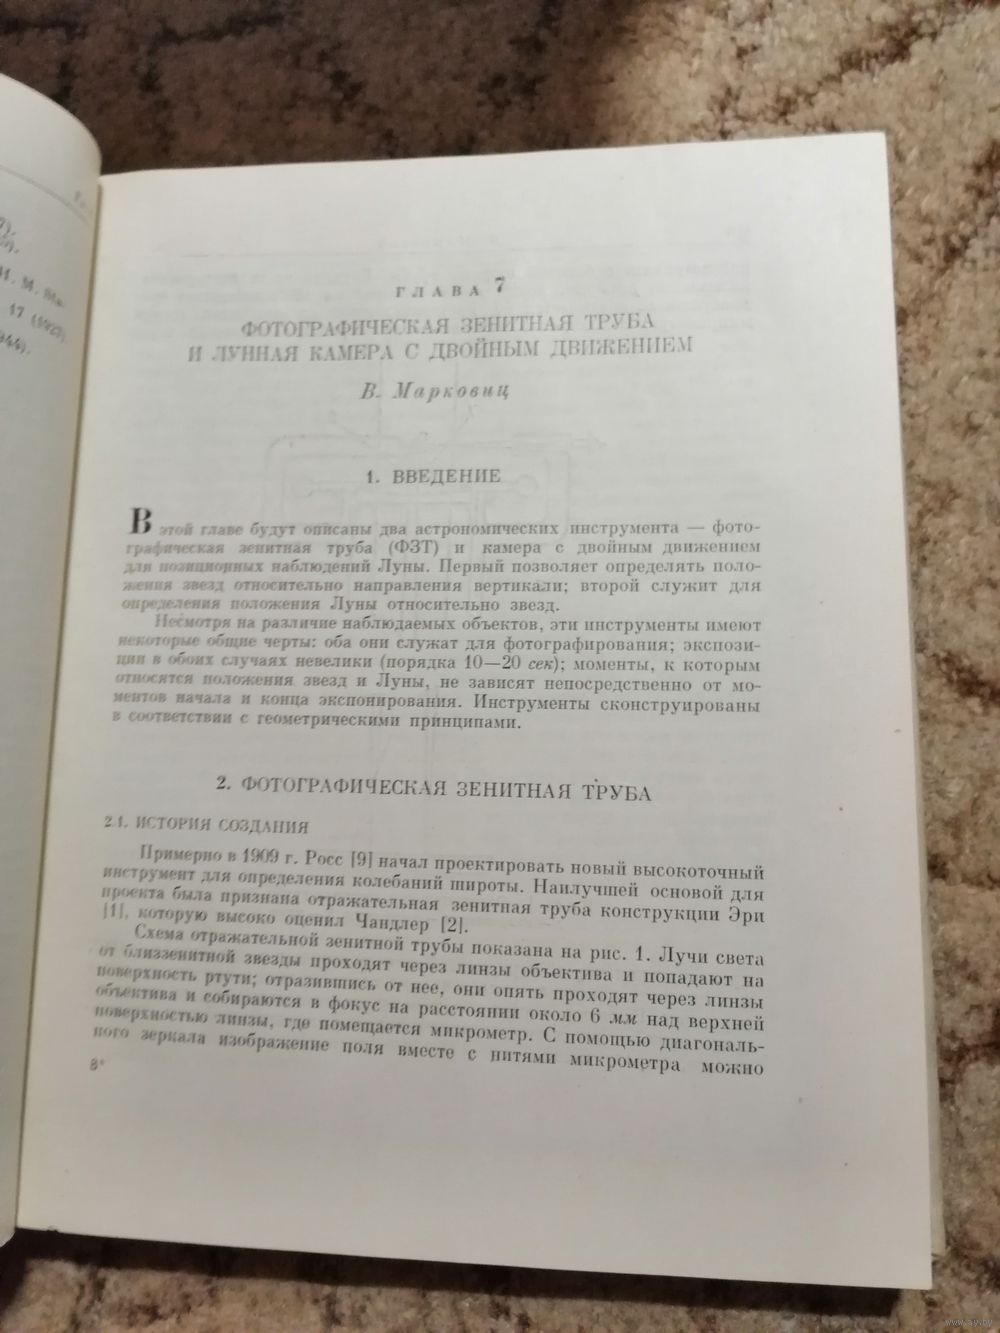 7).
И. М.
17 (1927).
944).
ГЛАВА 7
ФОТОГРАФИЧЕСКАЯ ЗЕНИТНАЯ ТРУБА
И ЛУННАЯ КАМЕРА С ДВОЙНЫМ ДВИЖЕНИЕМ
В. Марковиц
1. ВВЕДЕНИЕ
В этой главе будут описаны два астрономических инструмента — фото-
графическая зенитная труба (ФЗТ) и камера с двойным движением
для позиционных наблюдений Луны. Первый позволяет определять поло-
жения звезд относительно направления вертикали; второй служит для
определения положения Луны относительно звезд.
Несмотря на различие наблюдаемых объектов, эти инструменты имеют
некоторые общие черты: оба они служат для фотографирования; экспози-
ции в обоих случаях невелики (порядка 10—20 сек); моменты, к которым
относятся положения звезд и Луны, не зависят непосредственно от мо-
ментов начала и конца экспонирования. Инструменты сконструированы
в соответствии с геометрическими принципами.
2. ФОТОГРАФИЧЕСКАЯ ЗЕНИТНАЯ ТРУБА
2.1. ИСТОРИЯ СОЗДАНИЯ
Примерно в 1909 г. Росс [9] начал проектировать новый высокоточный
инструмент для определения колебаний широты. Наилучшей основой для
проекта была признана отражательная зенитная труба конструкции Эри
[1], которую высоко оценил Чандлер [2].
Схема отражательной зенитной трубы показана на рис. 1. Лучи света
от близзенитной звезды проходят через линзы объектива и попадают на
поверхность ртути; отразившись от нее, они опять проходят через линзы
объектива и собираются в фокус на расстоянии около 6 мм над верхней
поверхностью линзы, где помещается микрометр. С помощью диагональ-
ного зеркала изображение поля вместе с нитями микрометра можно
8*
www.ay.by